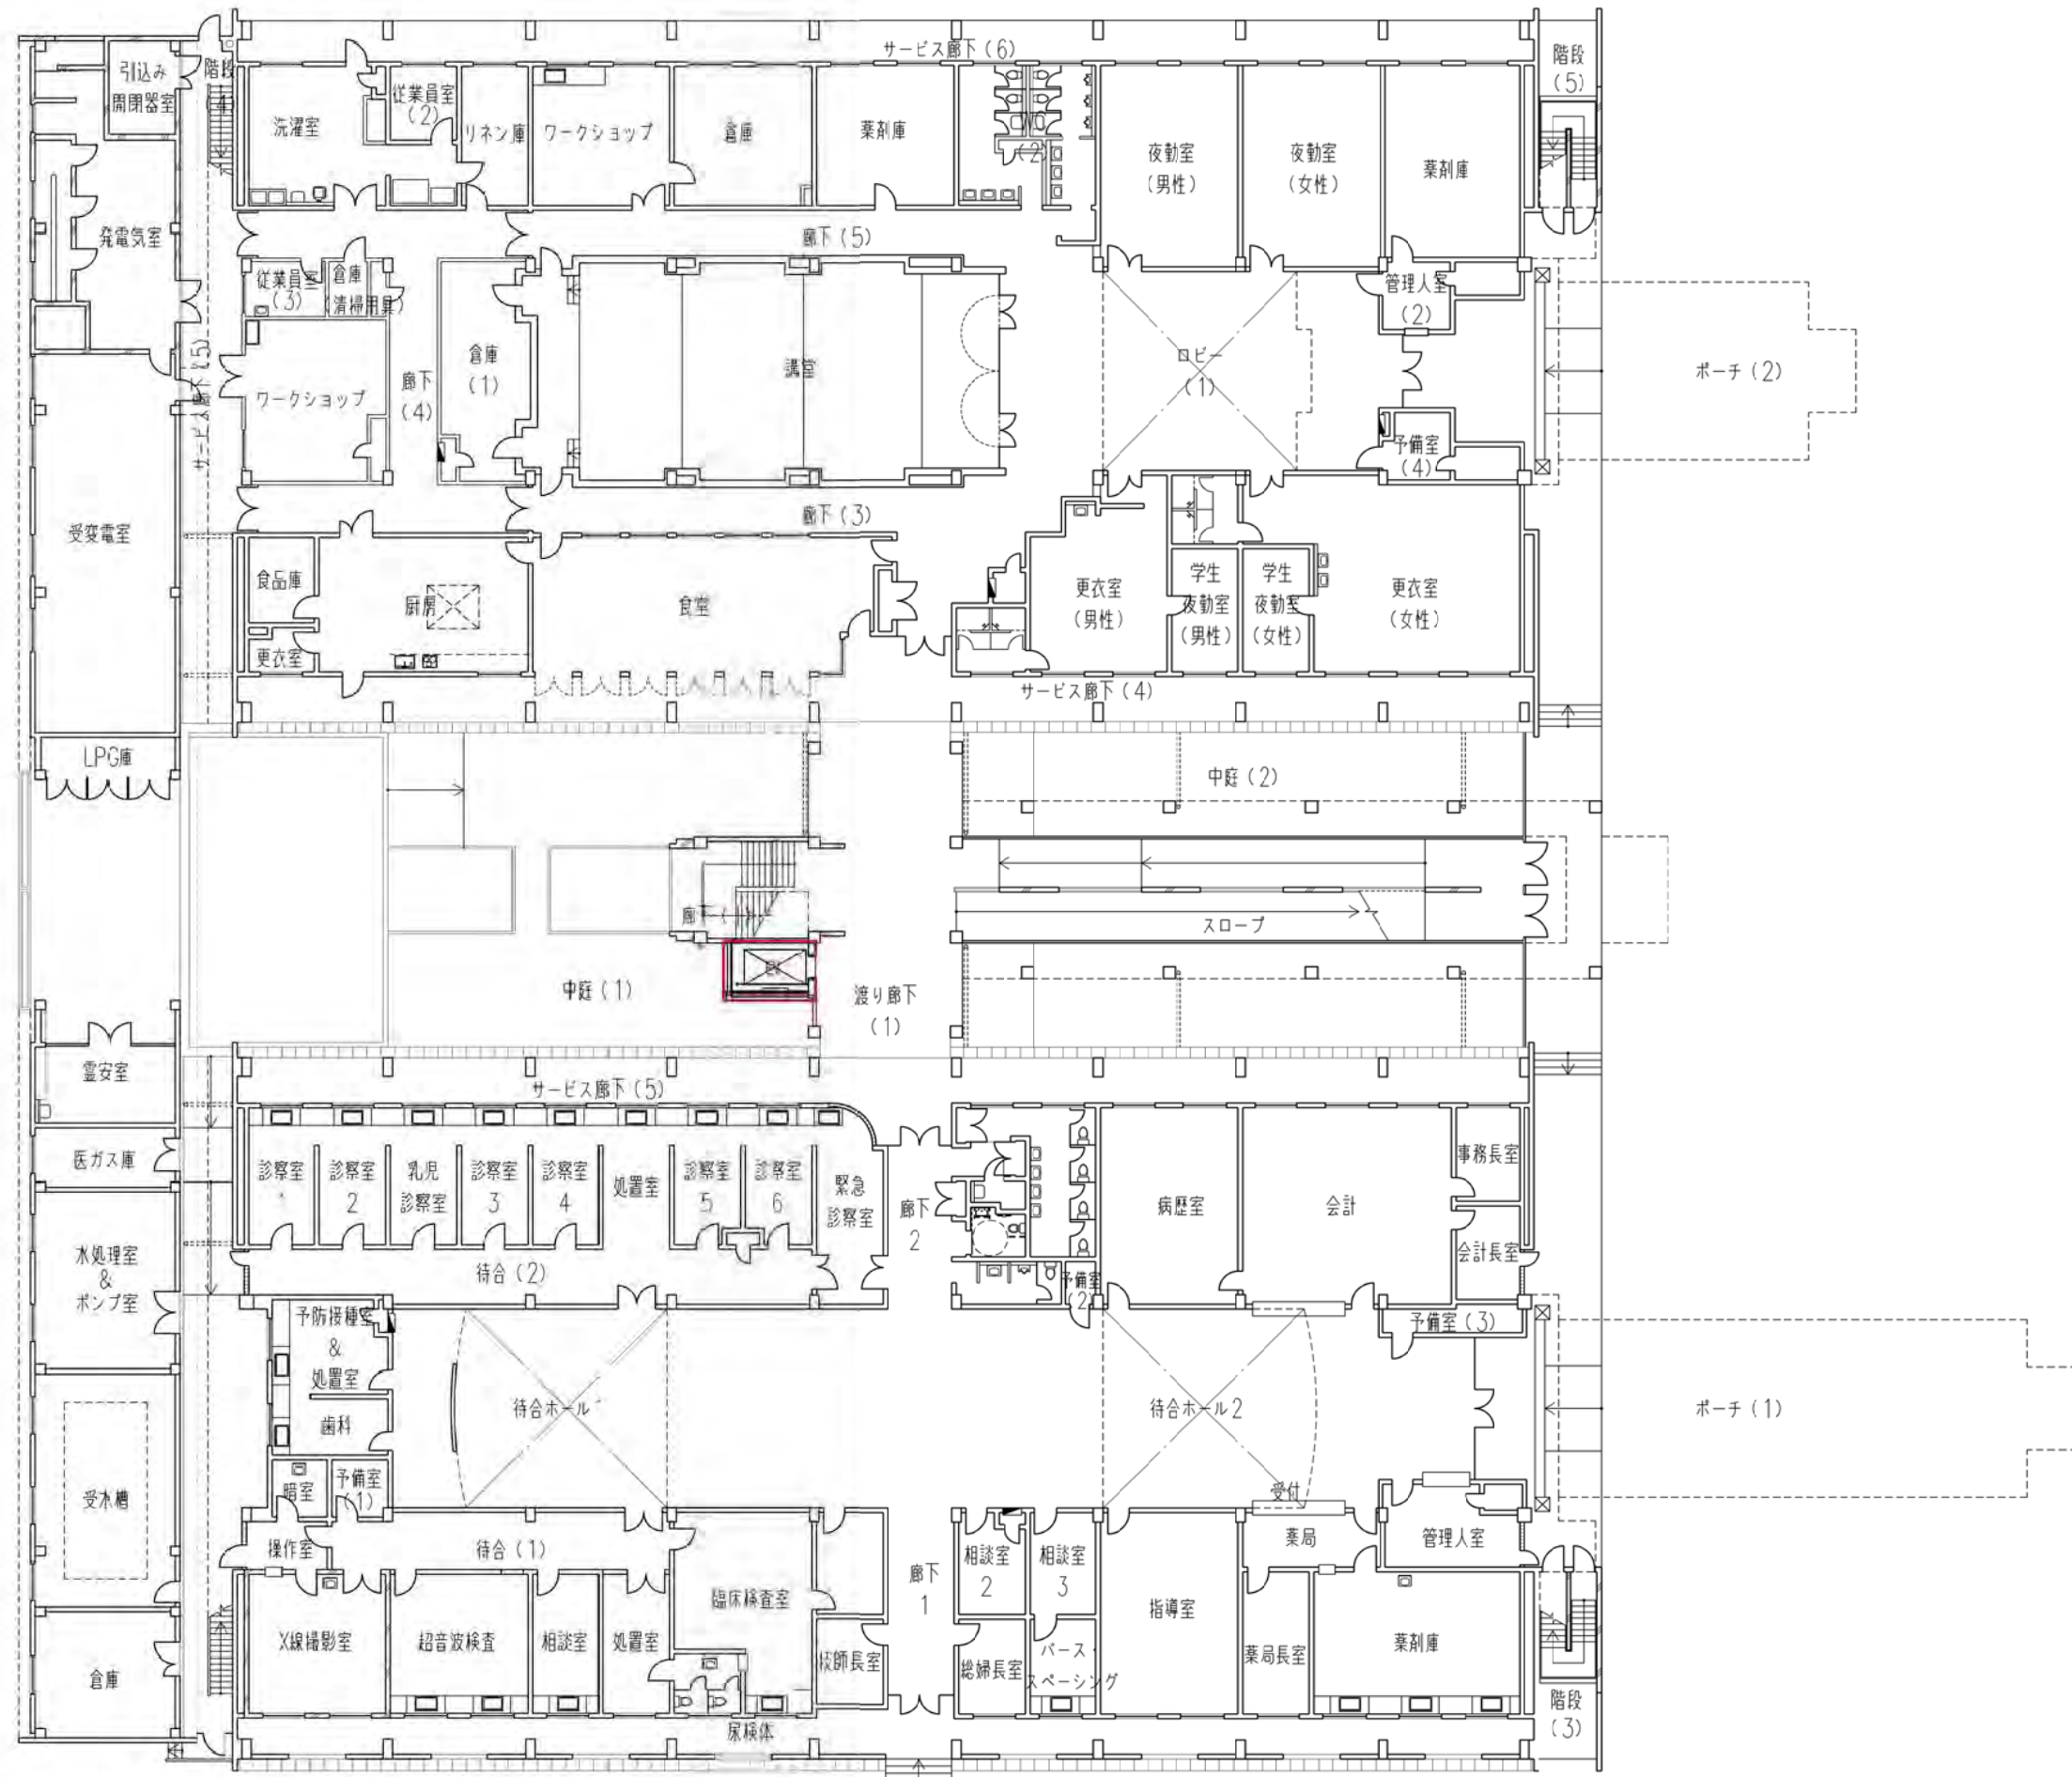 サービス廊下(6)
階段
(5)
引込み
開閉器室
階段
(4)
洗濯室
従業員室
(2)
リネン庫
ワークショップ
倉庫
薬剤庫
(2)
夜勤室
(男性)
夜勤室
(女性)
薬剤庫
発電気室
廊下(5)
従業員室
(3)
倉庫
(清掃用具)
管理人室
(2)
サービス廊下(5)
ワークショップ
廊下
(4)
倉庫
(1)
講堂
ロビー
(1)
ポーチ(2)
予備室
(4)
受変電室
廊下(3)
食品庫
厨房
食堂
更衣室
更衣室
(男性)
学生
夜勤室
(男性)
学生
夜勤室
(女性)
更衣室
(女性)
サービス廊下(4)
LPG庫
中庭(2)
スロープ
EV
中庭(1)
渡り廊下
(1)
霊安室
サービス廊下(5)
医ガス庫
診察室
診察室
2
乳児
診察室
診察室
3
診察室
4
処置室
診察室
5
診察室
6
緊急
診察室
廊下
2
病歴室
会計
事務長室
会計長室
水処理室
&
ポンプ室
待合(2)
予備室
(2)
予備室(3)
予防接種室
&
処置室
歯科
待合ホール
待合ホール2
ポーチ(1)
受水槽
暗室
予備室
(1)
受付
操作室
待合(1)
相談室
2
相談室
3
薬局
管理人室
臨床検査室
廊下
1
指導室
X線撮影室
超音波検査
相談室
処置室
技師長室
総婦長室
バース・
スペーシング
薬局長室
薬剤庫
倉庫
尿検体
階段
(3)